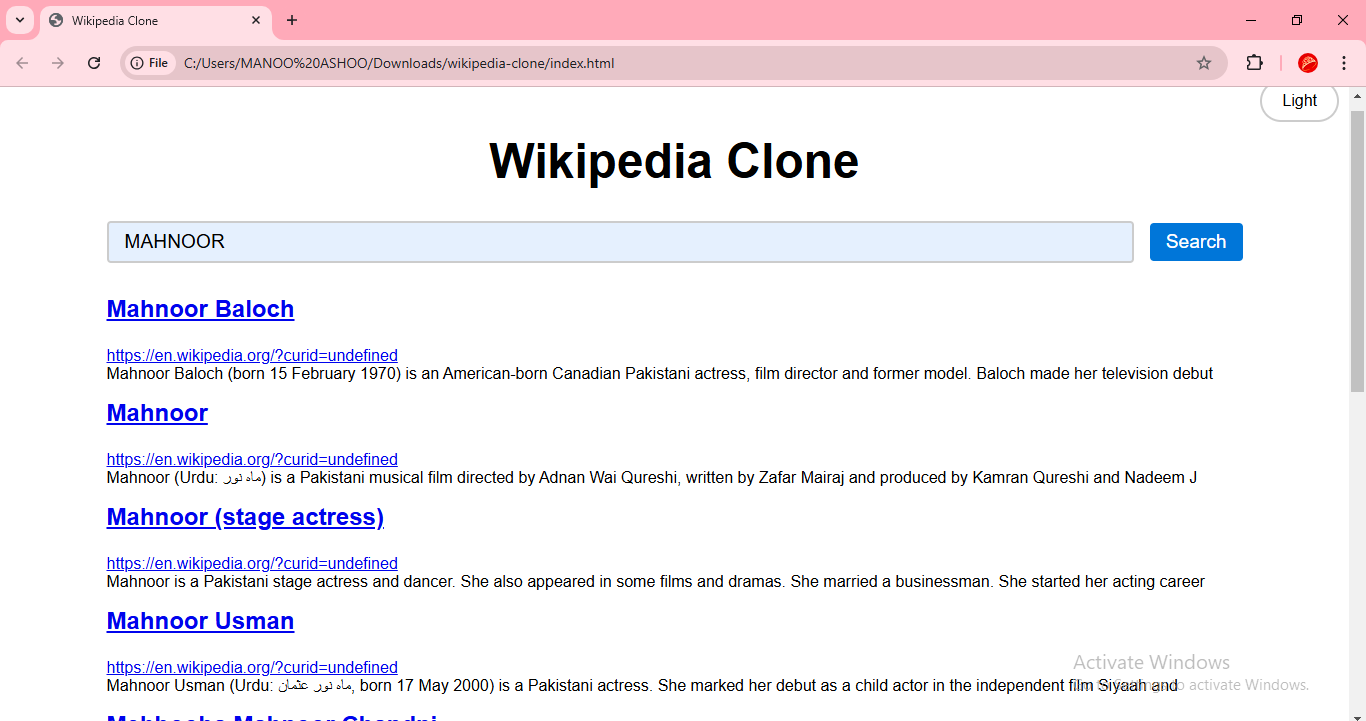 Wikipedia Clone
File
C:/Users/MANOO%20ASHOO/Downloads/wikipedia-clone/index.html
Light
Wikipedia Clone
MAHNOOR
Search
Mahnoor Baloch
https://en.wikipedia.org/?curid=undefined
Mahnoor Baloch (born 15 February 1970) is an American-born Canadian Pakistani actress, film director and former model. Baloch made her television debut
Mahnoor
https://en.wikipedia.org/?curid=undefined
Mahnoor (Urdu: ماہ نور) is a Pakistani musical film directed by Adnan Wai Qureshi, written by Zafar Mairaj and produced by Kamran Qureshi and Nadeem J
Mahnoor (stage actress)
https://en.wikipedia.org/?curid=undefined
Mahnoor is a Pakistani stage actress and dancer. She also appeared in some films and dramas. She married a businessman. She started her acting career
Mahnoor Usman
https://en.wikipedia.org/?curid=undefined
Mahnoor Usman (Urdu: ماہ نور عثمان, born 17 May 2000) is a Pakistani actress. She marked her debut as a child actor in the independent film Siyaah and
Activate Windows
Go to Settings to activate Windows.